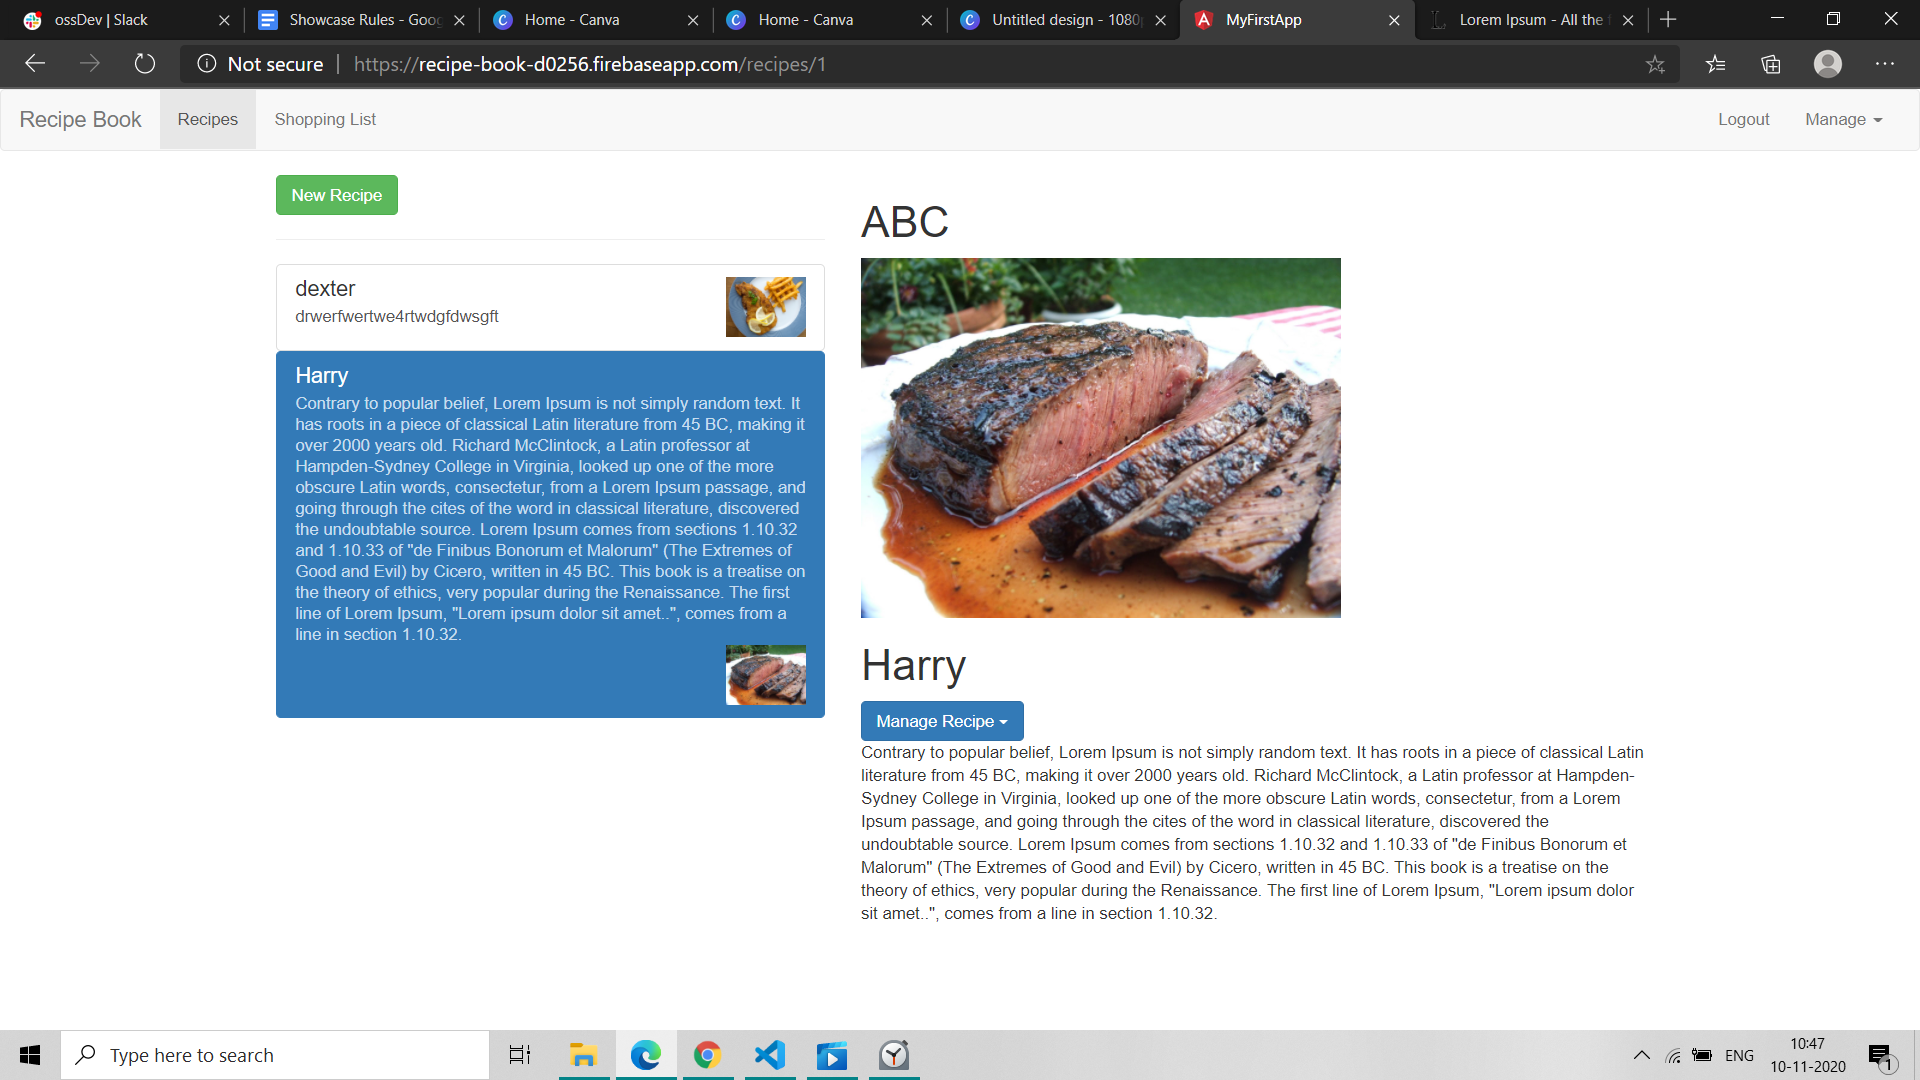 ossDev | Slack
Showcase Rules - Goog
Home - Canva
Home - Canva
Untitled design - 1080
MyFirstApp
Lorem Ipsum - All the
Not secure | https://recipe-book-d0256.firebaseapp.com/recipes/1
Recipe Book
Recipes
Shopping List
Logout
Manage
New Recipe
dexter
drwerfwertwe4rtwdgfdwsgft
Harry
Contrary to popular belief, Lorem Ipsum is not simply random text. It
has roots in a piece of classical Latin literature from 45 BC, making it
over 2000 years old. Richard McClintock, a Latin professor at
Hampden-Sydney College in Virginia, looked up one of the more
obscure Latin words, consectetur, from a Lorem Ipsum passage, and
going through the cites of the word in classical literature, discovered
the undoubtable source. Lorem Ipsum comes from sections 1.10.32
and 1.10.33 of "de Finibus Bonorum et Malorum" (The Extremes of
Good and Evil) by Cicero, written in 45 BC. This book is a treatise on
the theory of ethics, very popular during the Renaissance. The first
line of Lorem Ipsum, "Lorem ipsum dolor sit amet..", comes from a
line in section 1.10.32.
ABC
Harry
Manage Recipe
Contrary to popular belief, Lorem Ipsum is not simply random text. It has roots in a piece of classical Latin
literature from 45 BC, making it over 2000 years old. Richard McClintock, a Latin professor at Hampden-
Sydney College in Virginia, looked up one of the more obscure Latin words, consectetur, from a Lorem
Ipsum passage, and going through the cites of the word in classical literature, discovered the
undoubtable source. Lorem Ipsum comes from sections 1.10.32 and 1.10.33 of "de Finibus Bonorum et
Malorum" (The Extremes of Good and Evil) by Cicero, written in 45 BC. This book is a treatise on the
theory of ethics, very popular during the Renaissance. The first line of Lorem Ipsum, "Lorem ipsum dolor
sit amet..", comes from a line in section 1.10.32.
Type here to search
ENG
10:47
10-11-2020
1